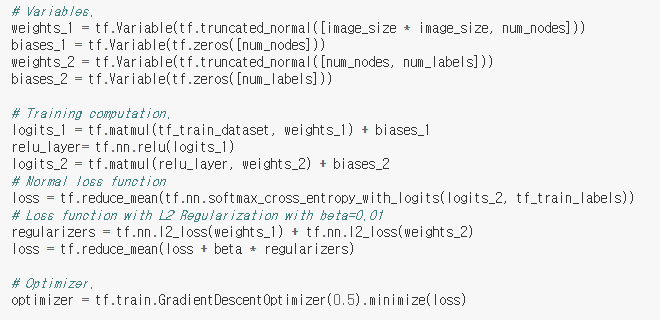 # Variables.
weights_1 = tf.Variable(tf.truncated_normal([image_size * image_size, num_nodes]))
biases_1 = tf.Variable(tf.zeros([num_nodes]))
weights_2 = tf.Variable(tf.truncated_normal([num_nodes, num_labels]))
biases_2 = tf.Variable(tf.zeros([num_labels]))
# Training computation.
logits_1 = tf.matmul(tf_train_dataset, weights_1) + biases_1
relu_layer= tf.nn.relu(logits_1)
logits_2 = tf.matmul(relu_layer, weights_2) + biases_2
# Normal loss function
loss = tf.reduce_mean(tf.nn.softmax_cross_entropy_with_logits(logits_2, tf_train_labels))
# Loss function with L2 Regularization with beta=0.01
regularizers = tf.nn.l2_loss(weights_1) + tf.nn.l2_loss(weights_2)
loss = tf.reduce_mean(loss + beta * regularizers)
# Optimizer.
optimizer = tf.train.GradientDescentOptimizer(0.5).minimize(loss)